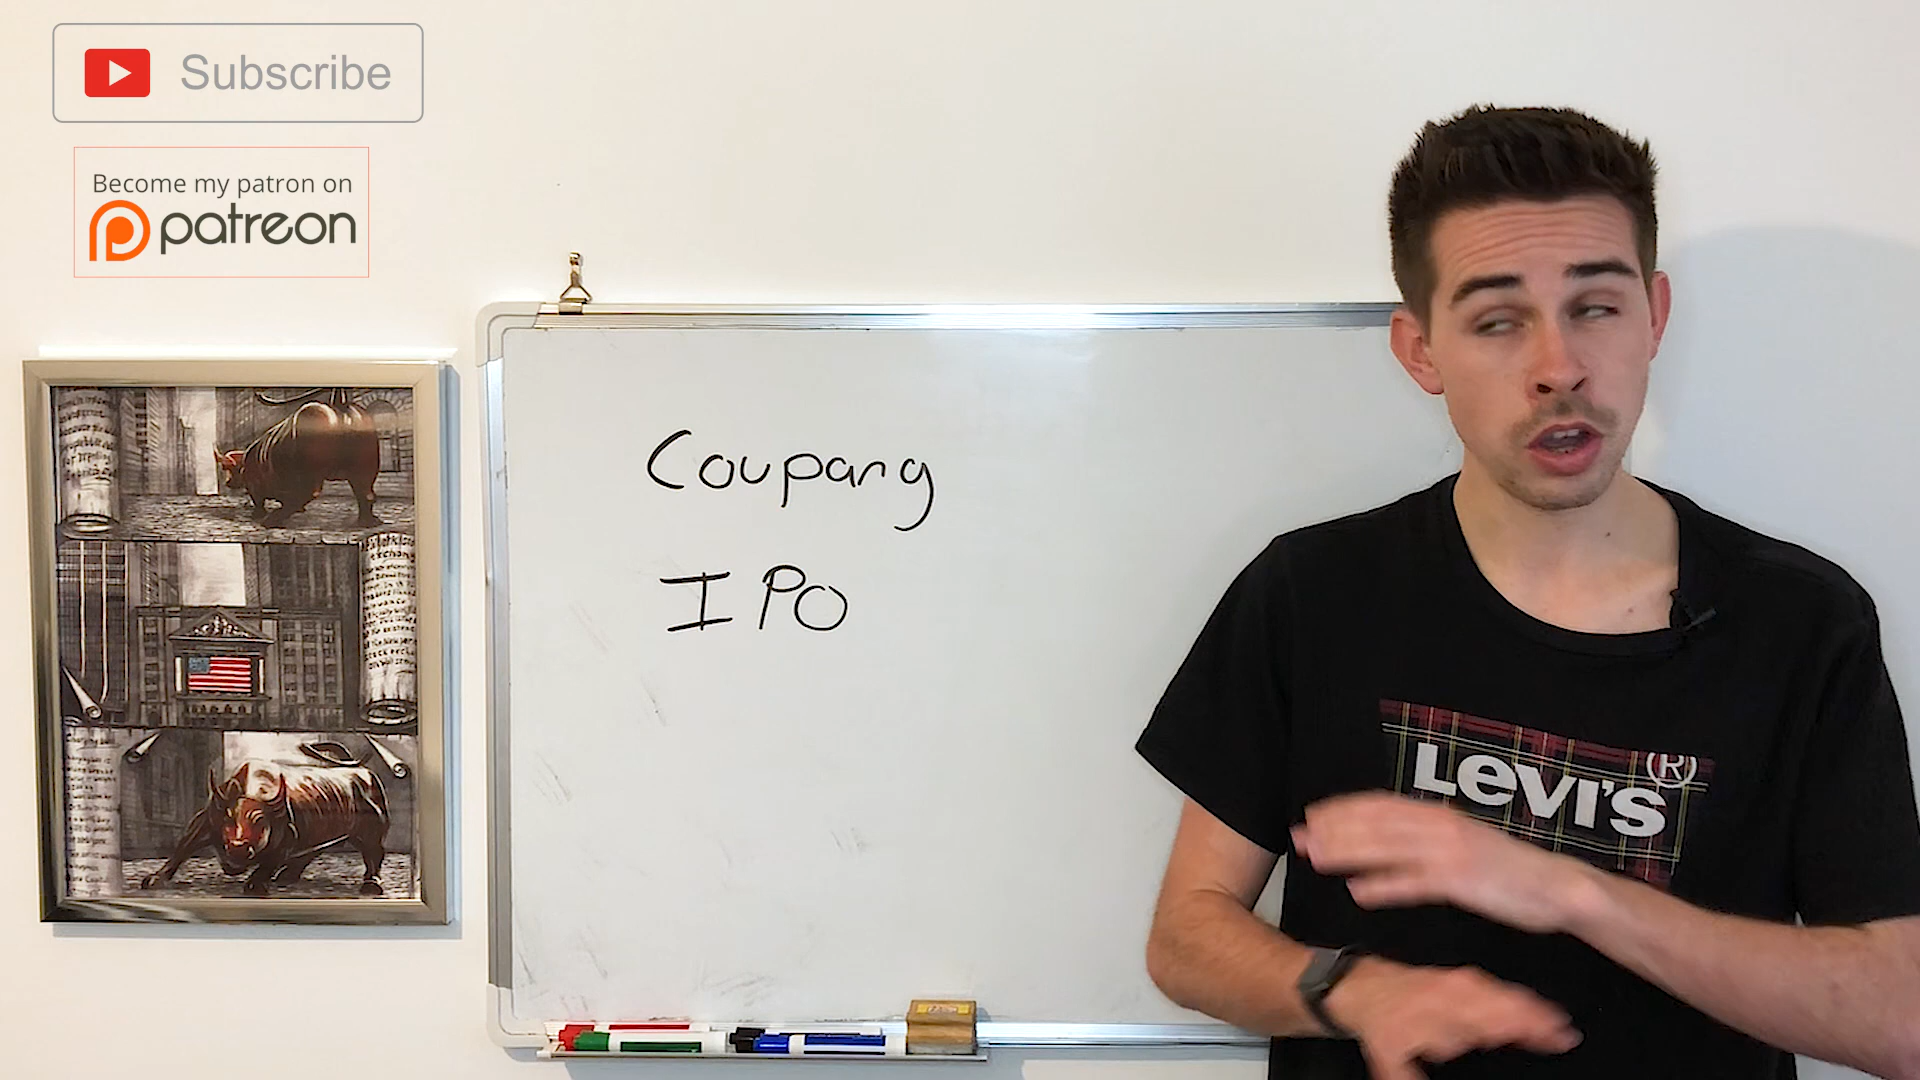 Subscribe
Become my patron on
patreon
Coupang
IPO
LEVI'S®